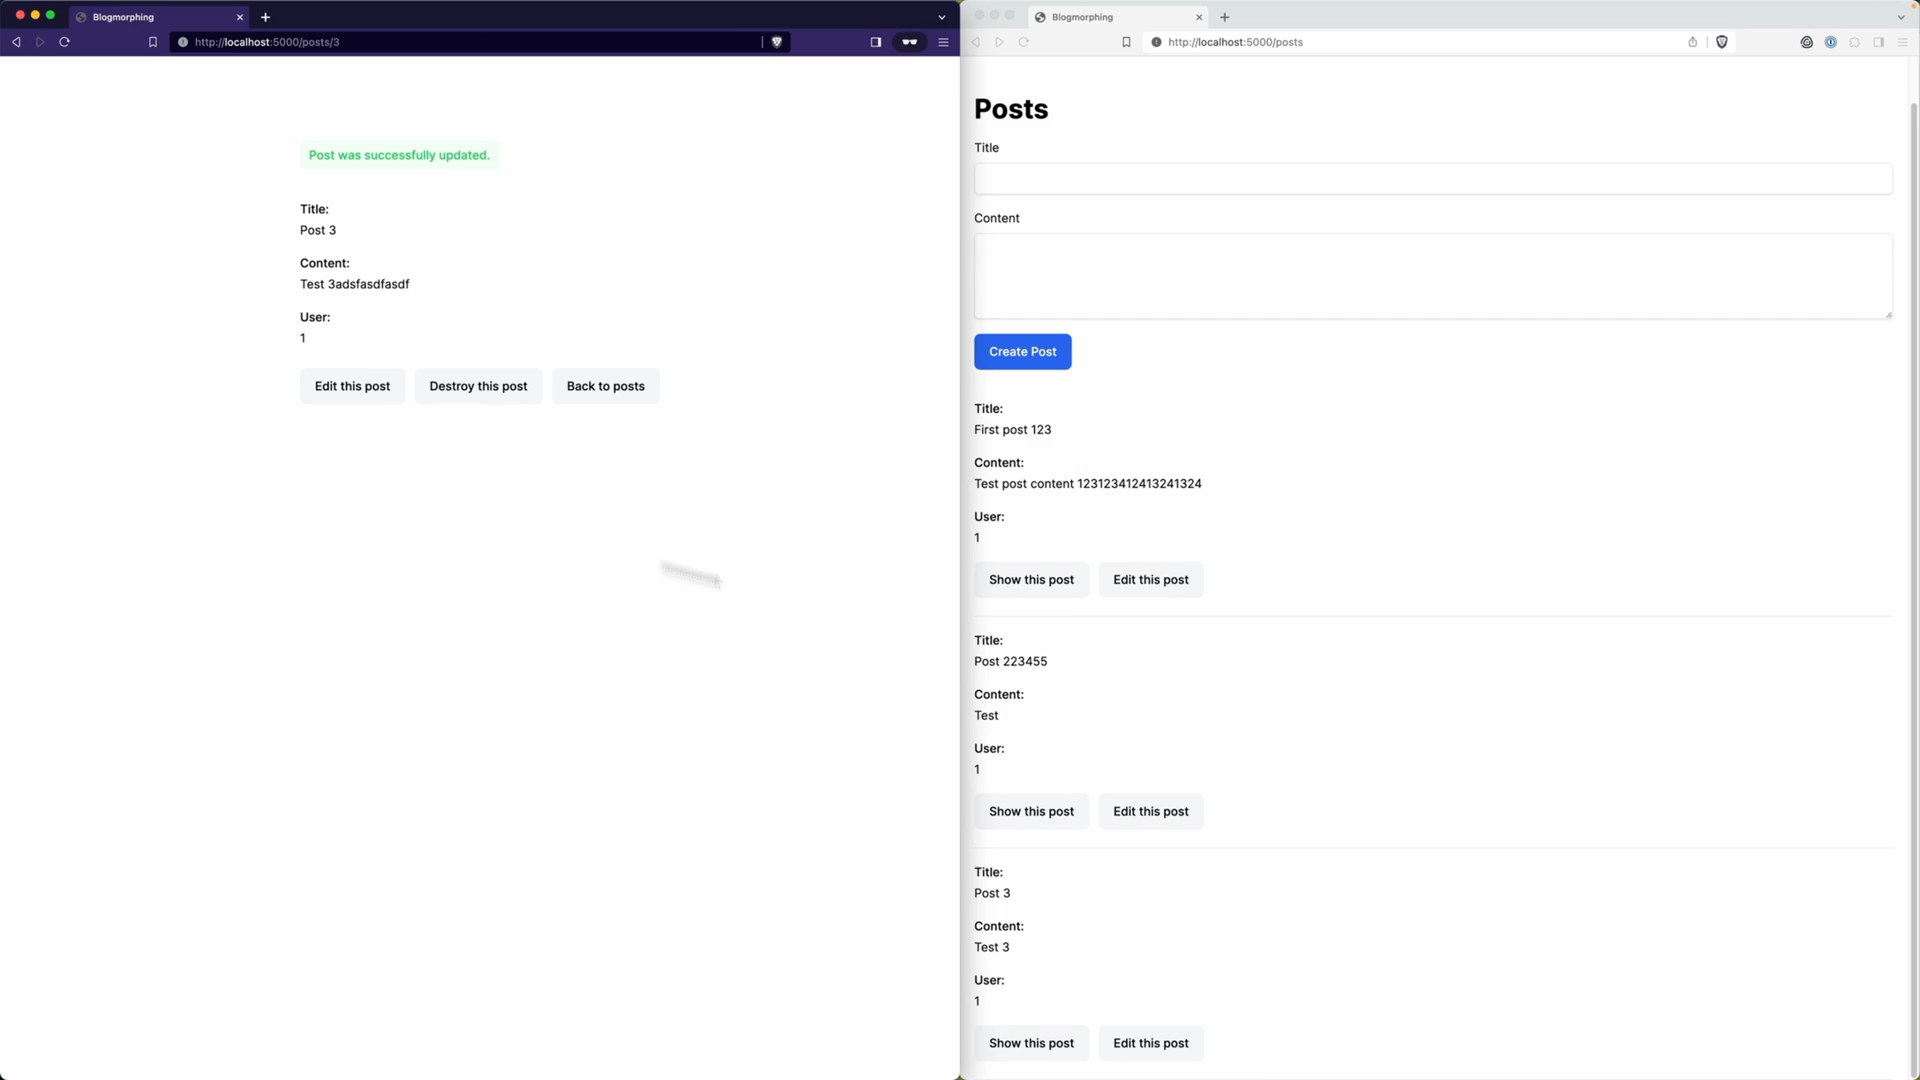 Blogmorphing
http://localhost:5000/posts/3
Post was successfully updated.
Title:
Post 3
Content:
Test 3adsfasdfasdf
User:
1
Edit this post
Destroy this post
Back to posts
Blogmorphing
http://localhost:5000/posts
Posts
Title
Content
Create Post
Title:
First post 123
Content:
Test post content 123123412413241324
User:
1
Show this post
Edit this post
Title:
Post 223455
Content:
Test
User:
1
Show this post
Edit this post
Title:
Post 3
Content:
Test 3
User:
1
Show this post
Edit this post